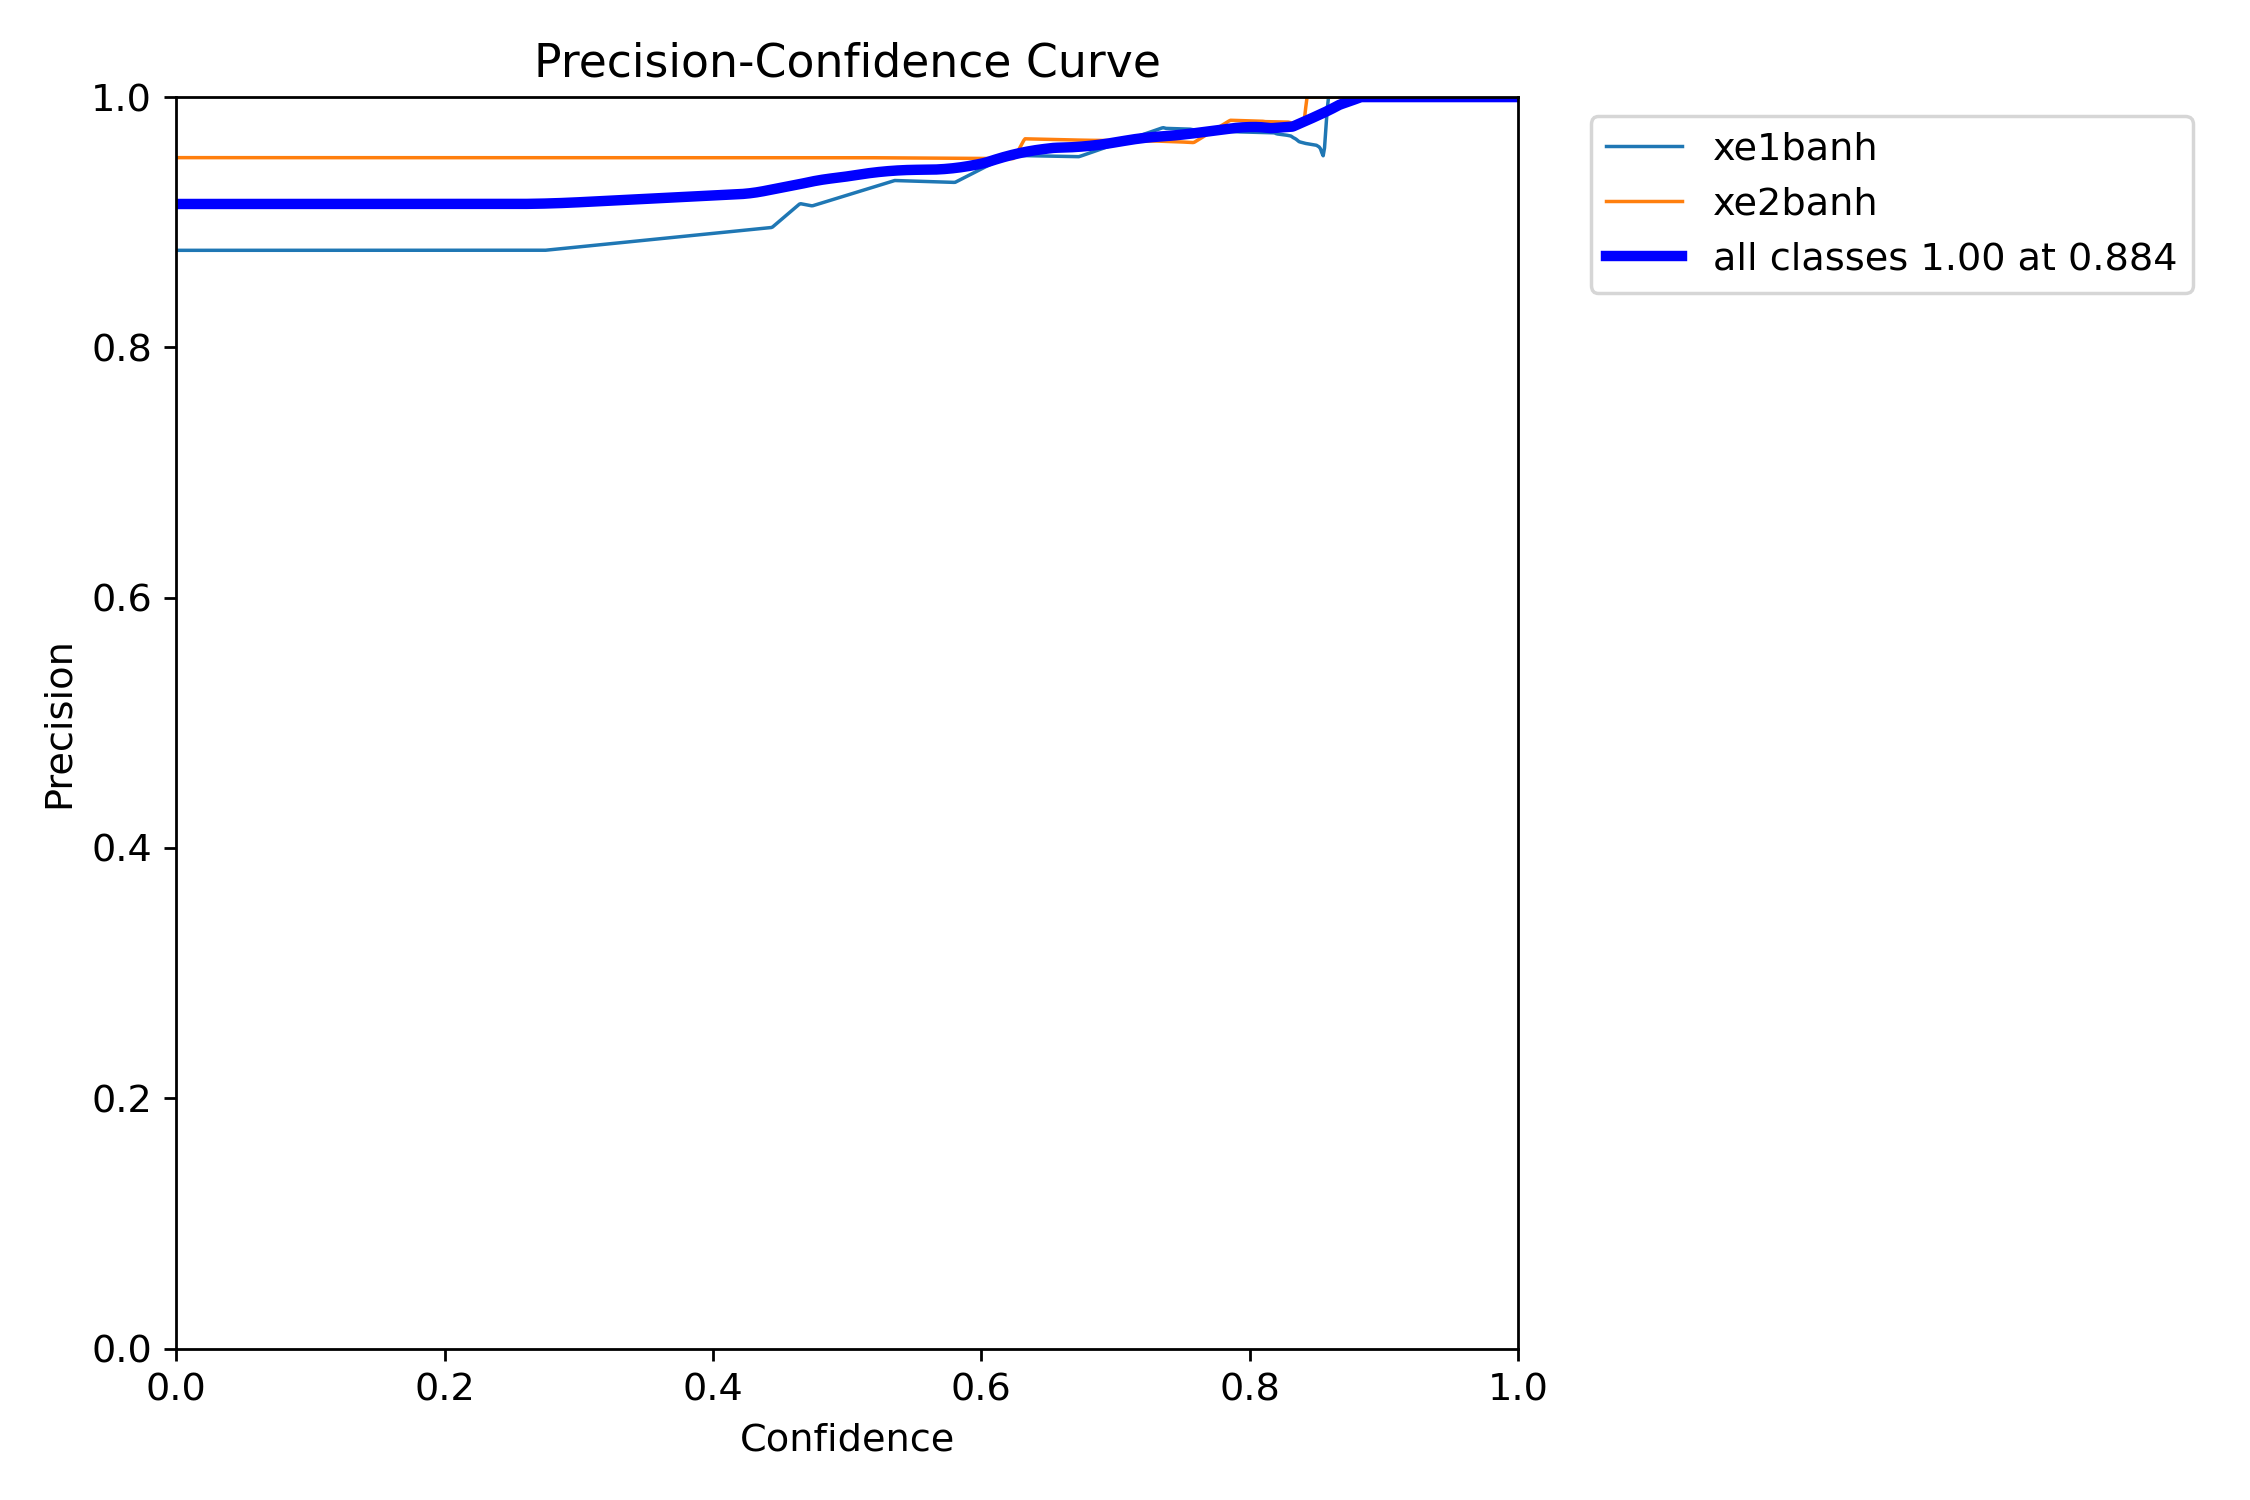 Precision-Confidence Curve
1.0
0.8
0.6
0.4
0.2
0.0
Precision
0.0 0.2 0.4 0.6 0.8 1.0
Confidence
xe1banh
xe2banh
all classes 1.00 at 0.884